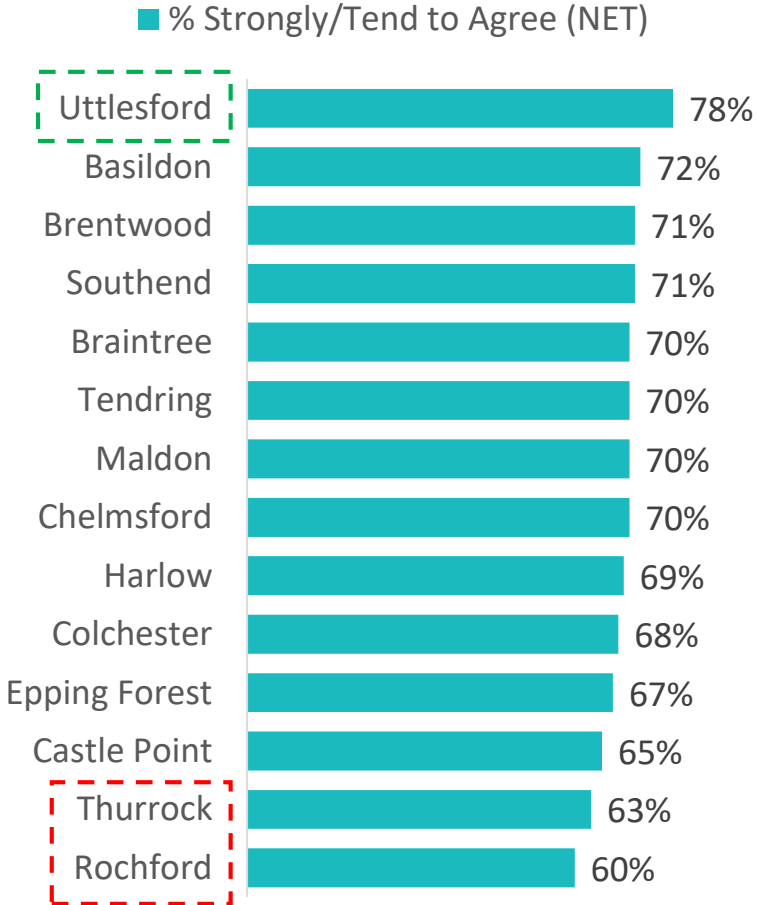 % Strongly/Tend to Agree (NET)
Uttlesford 78%
Basildon 72%
Brentwood 71%
Southend 71%
Braintree 70%
Tendring 70%
Maldon 70%
Chelmsford 70%
Harlow 69%
Colchester 68%
Epping Forest 67%
Castle Point 65%
Thurrock 63%
Rochford 60%